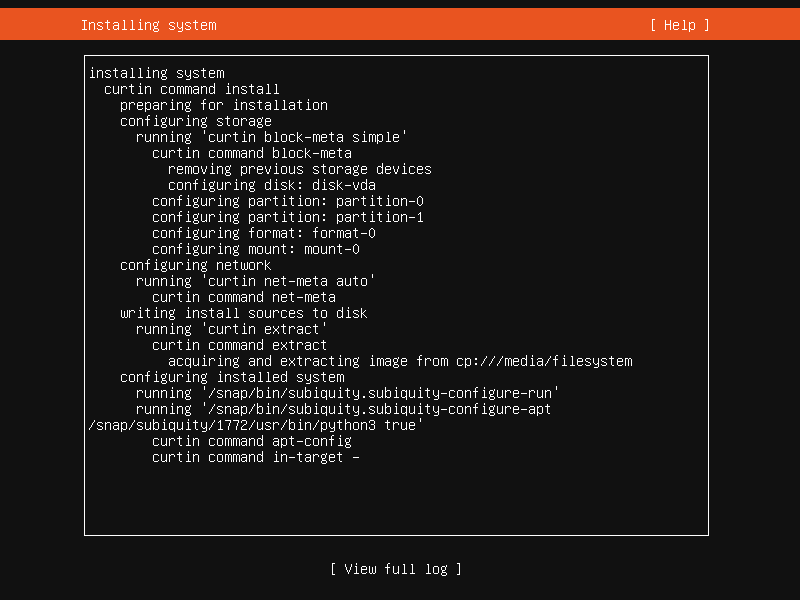 Installing system
[ Help ]
installing system
curtin command install
preparing for installation
configuring storage
running 'curtin block-meta simple'
curtin command block-meta
removing previous storage devices
configuring disk: disk-vda
configuring partition: partition-0
configuring partition: partition-1
configuring format: format-0
configuring mount: mount-0
configuring network
running 'curtin net-meta auto'
curtin command net-meta
writing install sources to disk
running 'curtin extract'
curtin command extract
acquiring and extracting image from cp:///media/filesystem
configuring installed system
running '/snap/bin/subiquity.subiquity-configure-run'
running '/snap/bin/subiquity.subiquity-configure-apt
/snap/subiquity/1772/usr/bin/python3 true'
curtin command apt-config
curtin command in-target -
[ View full log ]